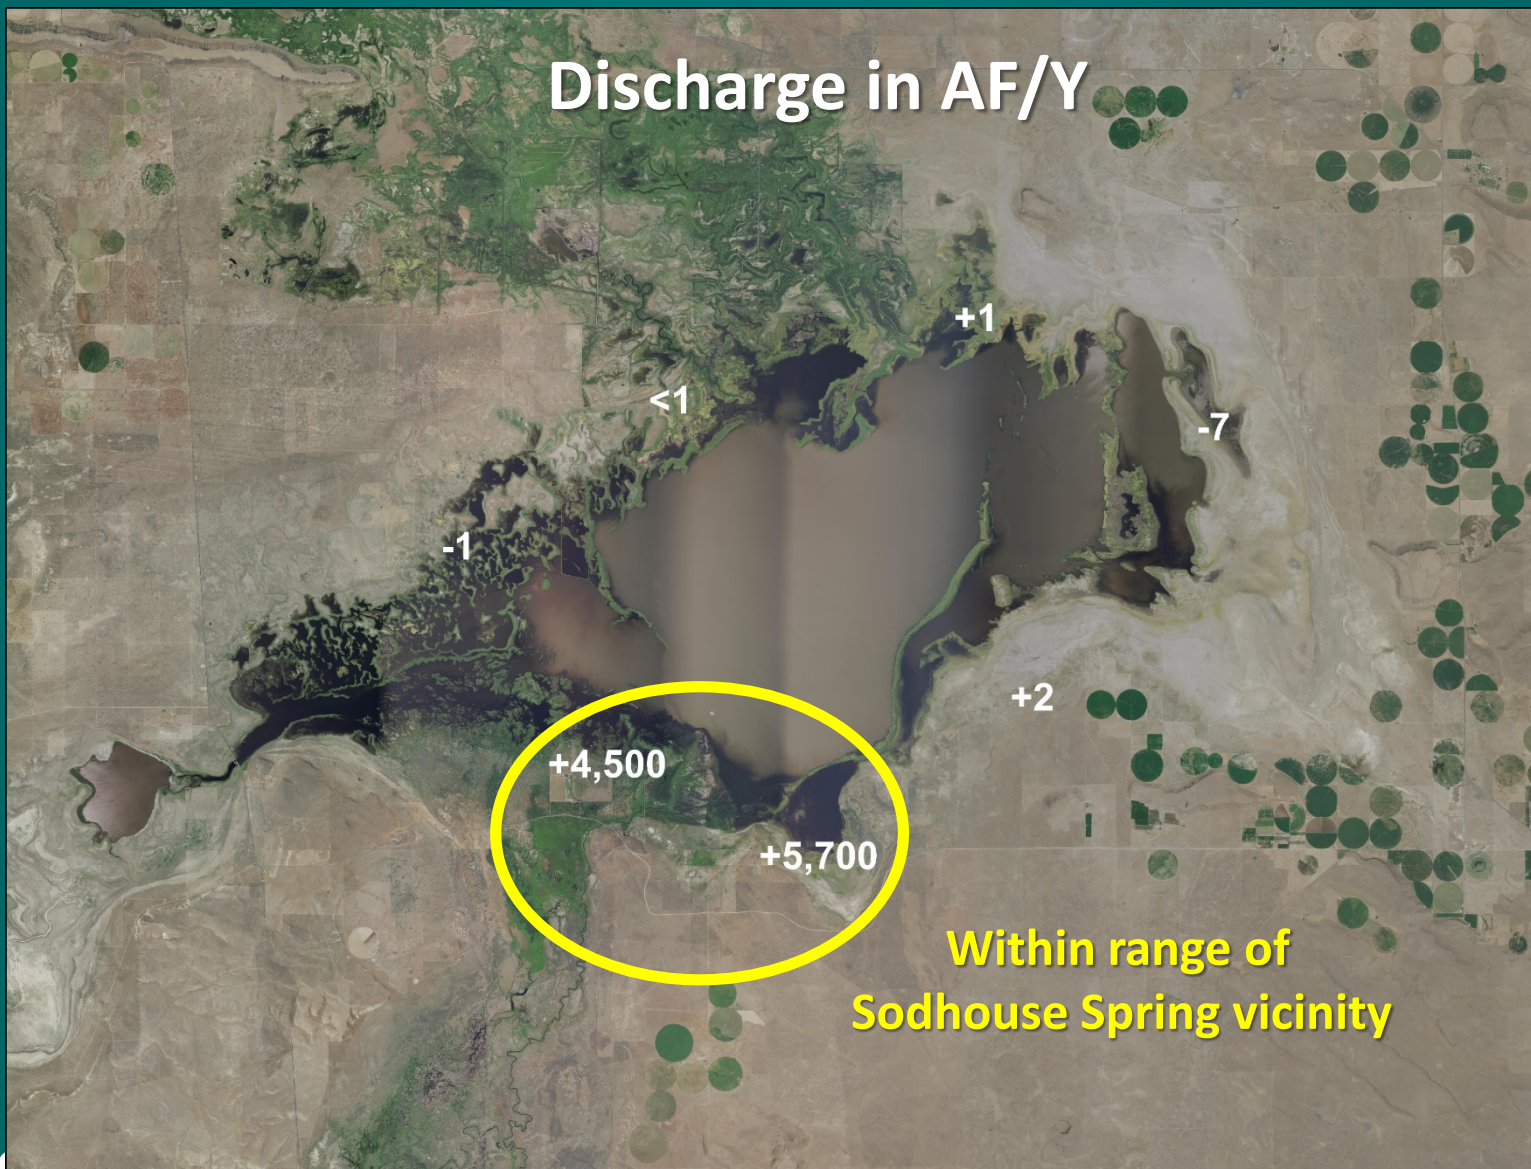 Discharge in AF/Y
+1
<1
-7
-1
+2
+4,500
+5,700
Within range of
Sodhouse Spring vicinity